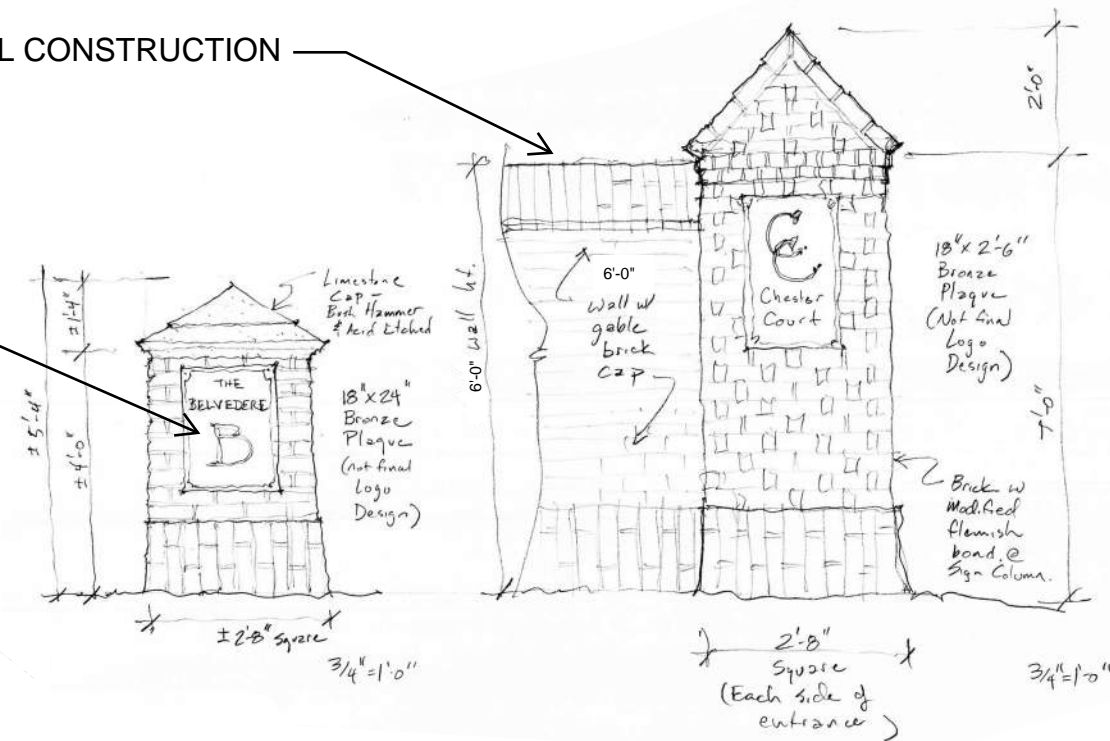 L CONSTRUCTION
2'-0"
7'-0"
6'-0" wall ht.
6'-0"
wall w/
gable
brick
cap
Chester
Court
18" x 2'-6"
Bronze
Plaque
(Not final
Logo
Design)
Brick w
Modified
flemish
bond @
Sign Column.
2'-8"
Square
(Each side of
entrance)
3/4"=1'-0"
± 5'-4"
±1'-4"
±4'-0"
Limestone
Cap -
Bush Hammer
& Acid Etched
THE
BELVEDERE
B
18" x 24"
Bronze
Plaque
(not final
Logo
Design)
±2'-8" square
3/4"=1'-0"